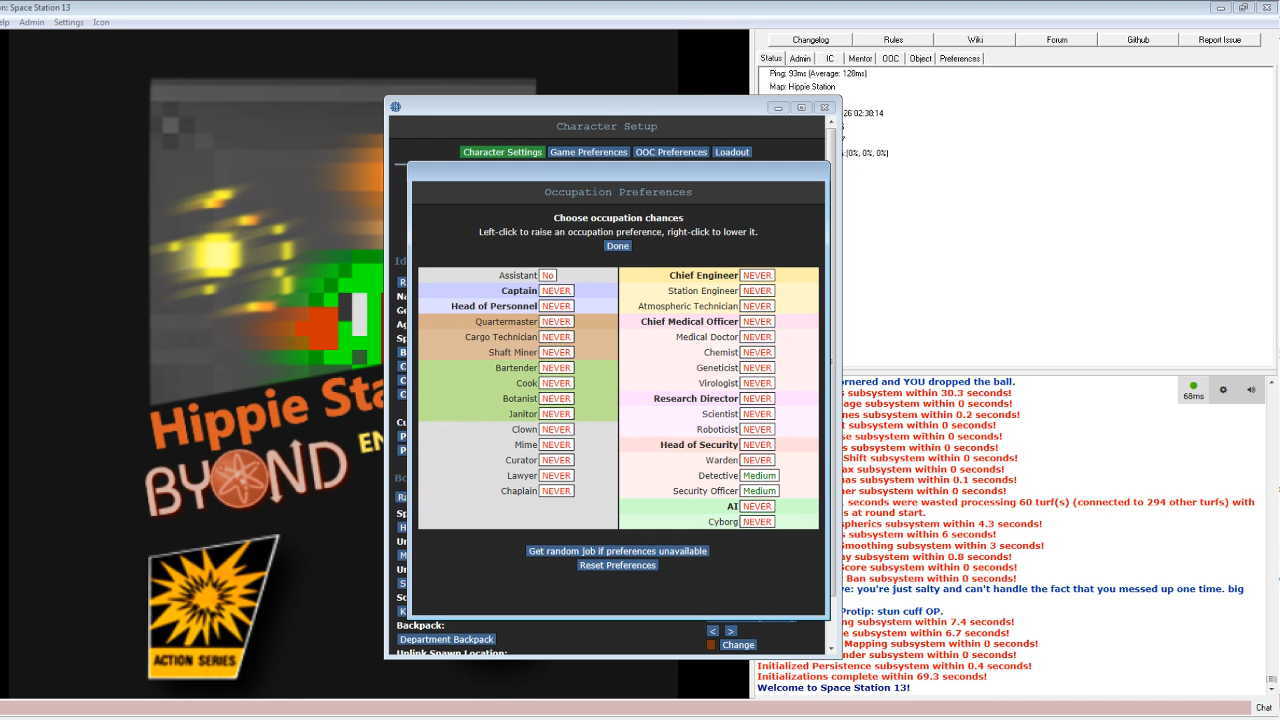 n: Space Station 13
elp Admin Settings Icon
Changelog Rules Wiki Forum Github Report Issue
Status Admin IC Mentor OOC Object Preferences
Ping: 93ms (Average: 128ms)
Map: Hippie Station
26 02:38:14
:(0%, 0%, 0%)
Character Setup
Character Settings Game Preferences OOC Preferences Loadout
Occupation Preferences
Choose occupation chances
Left-click to raise an occupation preference, right-click to lower it.
Done
Assistant No
Captain NEVER
Head of Personnel NEVER
Quartermaster NEVER
Cargo Technician NEVER
Shaft Miner NEVER
Bartender NEVER
Cook NEVER
Botanist NEVER
Janitor NEVER
Clown NEVER
Mime NEVER
Curator NEVER
Lawyer NEVER
Chaplain NEVER
Chief Engineer NEVER
Station Engineer NEVER
Atmospheric Technician NEVER
Chief Medical Officer NEVER
Medical Doctor NEVER
Chemist NEVER
Geneticist NEVER
Virologist NEVER
Research Director NEVER
Scientist NEVER
Roboticist NEVER
Head of Security NEVER
Warden NEVER
Detective Medium
Security Officer Medium
AI NEVER
Cyborg NEVER
Get random job if preferences unavailable
Reset Preferences
Backpack:
Department Backpack
Uplink Spawn Location:
< >
Change
Hippie Sta
BYOND EN
ACTION SERIES
ornered and YOU dropped the ball.
s subsystem within 30.3 seconds!
age subsystem within 0 seconds!
nes subsystem within 0.2 seconds!
t subsystem within 0 seconds!
se subsystem within 0 seconds!
s subsystem within 0 seconds!
Shift subsystem within 0 seconds!
ax subsystem within 0 seconds!
has subsystem within 0.1 seconds!
ner subsystem within 0 seconds!
seconds were wasted processing 60 turf(s) (connected to 294 other turfs) with
s at round start.
spherics subsystem within 4.3 seconds!
s subsystem within 6 seconds!
Smoothing subsystem within 3 seconds!
ay subsystem within 0.8 seconds!
Score subsystem within 0 seconds!
Ban subsystem within 0 seconds!
ve: you're just salty and can't handle the fact that you messed up one time. big
Protip: stun cuff OP.
ng subsystem within 7.4 seconds!
e subsystem within 6.7 seconds!
Mapping subsystem within 0 seconds!
nder subsystem within 0 seconds!
Initialized Persistence subsystem within 0.4 seconds!
Initializations complete within 69.3 seconds!
Welcome to Space Station 13!
68ms
Chat